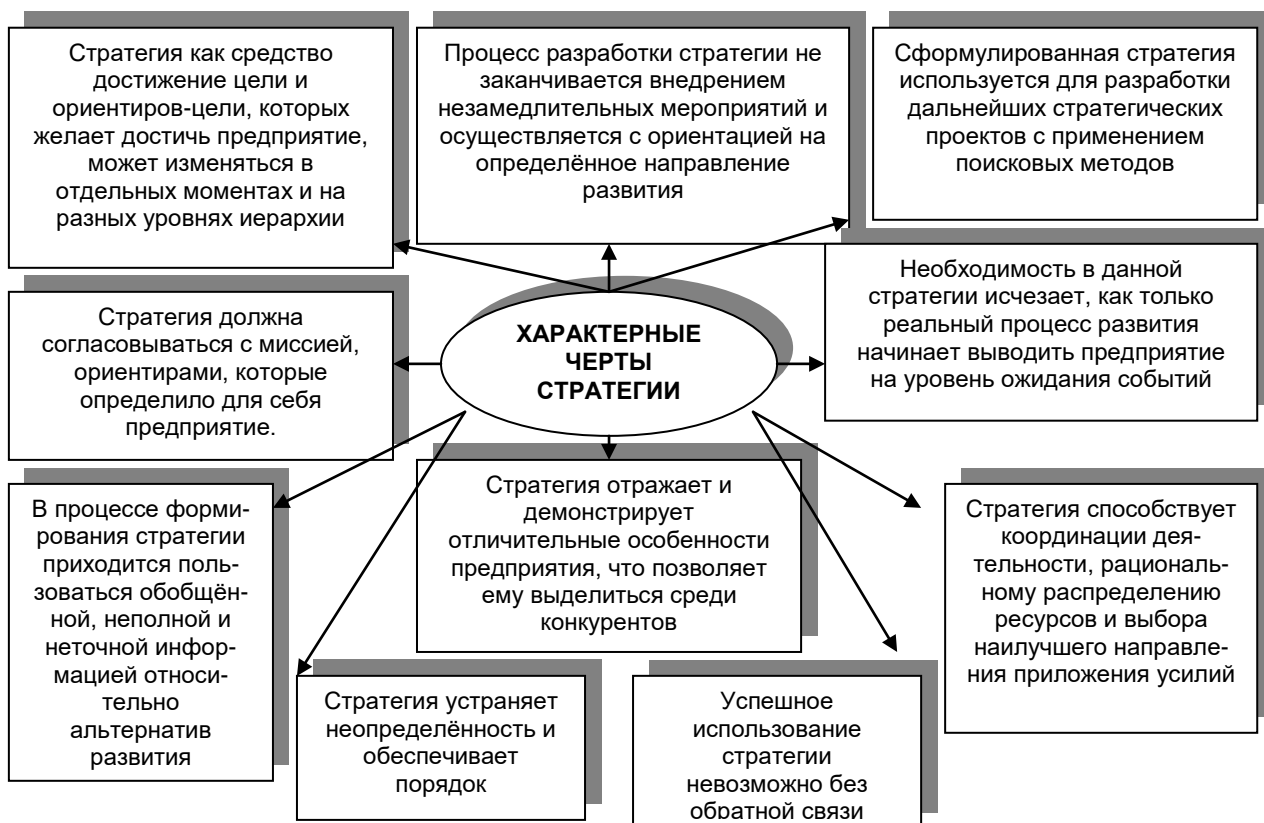 Стратегия как средство
достижение цели и
ориентиров-цели, которых
желает достичь предприятие,
может изменяться в
отдельных моментах и на
разных уровнях иерархии
Процесс разработки стратегии не
заканчивается внедрением
незамедлительных мероприятий и
осуществляется с ориентацией на
определённое направление
развития
Сформулированная стратегия
используется для разработки
дальнейших стратегических
проектов с применением
поисковых методов
Стратегия должна
согласовываться с миссией,
ориентирами, которые
определило для себя
предприятие.
ХАРАКТЕРНЫЕ
ЧЕРТЫ
СТРАТЕГИИ
Необходимость в данной
стратегии исчезает, как только
реальный процесс развития
начинает выводить предприятие
на уровень ожидания событий
В процессе форми-
рования стратегии
приходится поль-
зоваться обобщён-
ной, неполной и
неточной инфор-
мацией относи-
тельно
альтернатив
развития
Стратегия отражает и
демонстрирует
отличительные особенности
предприятия, что позволяет
ему выделиться среди
конкурентов
Стратегия способствует
координации дея-
тельности, рациональ-
ному распределению
ресурсов и выбора
наилучшего направле-
ния приложения усилий
Стратегия устраняет
неопределённость и
обеспечивает
порядок
Успешное
использование
стратегии
невозможно без
обратной связи